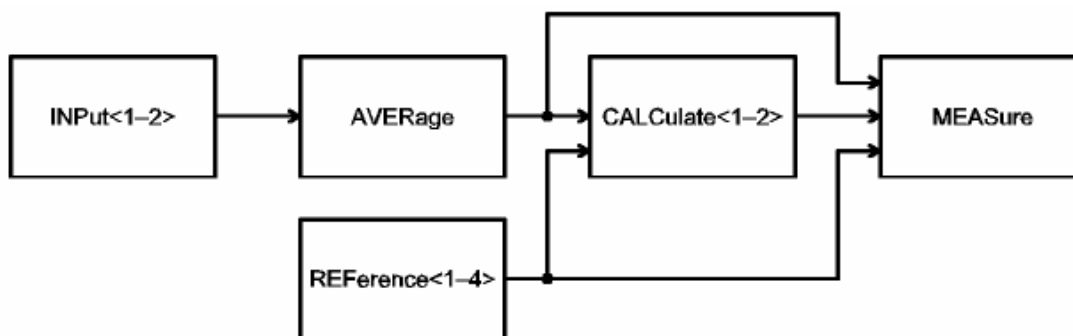 INPut<1–2>
AVERage
CALCulate<1–2>
MEASure
REFerence<1–4>